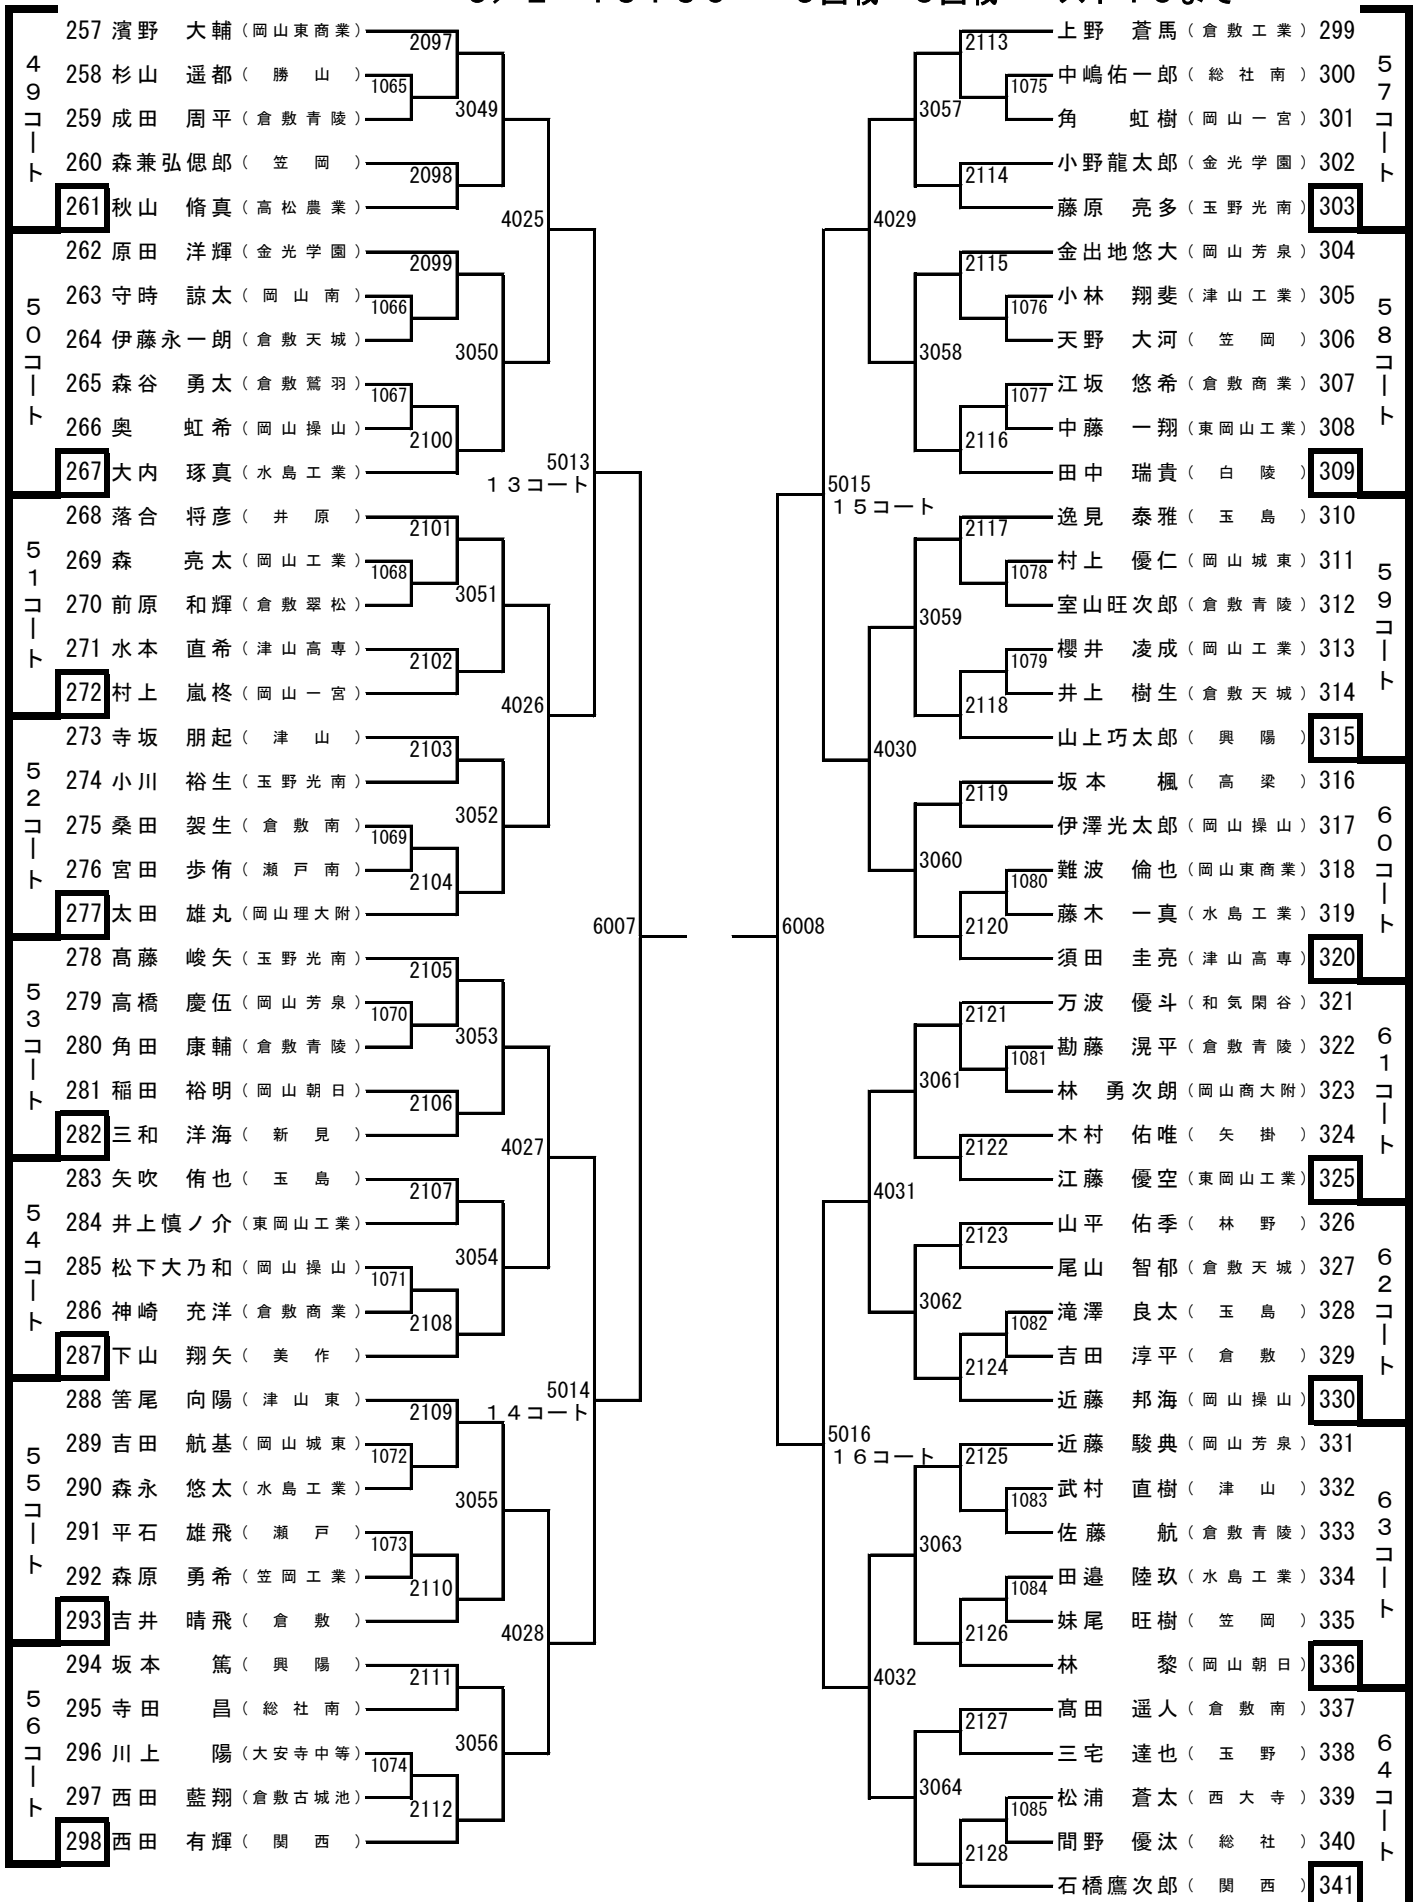 257 濱野 大輔 (岡山東商業)
258 杉山 遥都 (勝山)
259 成田 周平 (倉敷青陵)
260 森兼弘偲郎 (笠岡)
261 秋山 脩真 (高松農業)
262 原田 洋輝 (金光学園)
263 守時 諒太 (岡山南)
264 伊藤永一朗 (倉敷天城)
265 森谷 勇太 (倉敷鷲羽)
266 奥 虹希 (岡山操山)
267 大内 琢真 (水島工業)
268 落合 将彦 (井原)
269 森 亮太 (岡山工業)
270 前原 和輝 (倉敷翠松)
271 水本 直希 (津山高専)
272 村上 嵐柊 (岡山一宮)
273 寺坂 朋起 (津山)
274 小川 裕生 (玉野光南)
275 桑田 袈生 (倉敷南)
276 宮田 歩侑 (瀬戸南)
277 太田 雄丸 (岡山理大附)
278 髙藤 峻矢 (玉野光南)
279 高橋 慶伍 (岡山芳泉)
280 角田 康輔 (倉敷青陵)
281 稲田 裕明 (岡山朝日)
282 三和 洋海 (新見)
283 矢吹 侑也 (玉島)
284 井上慎ノ介 (東岡山工業)
285 松下大乃和 (岡山操山)
286 神崎 充洋 (倉敷商業)
287 下山 翔矢 (美作)
288 筈尾 向陽 (津山東)
289 吉田 航基 (岡山城東)
290 森永 悠太 (水島工業)
291 平石 雄飛 (瀬戸)
292 森原 勇希 (笠岡工業)
293 吉井 晴飛 (倉敷)
294 坂本 篤 (興陽)
295 寺田 昌 (総社南)
296 川上 陽 (大安寺中等)
297 西田 藍翔 (倉敷古城池)
298 西田 有輝 (関西)
49コート
50コート
51コート
52コート
53コート
54コート
55コート
56コート
1065
1066
1067
1068
1069
1070
1071
1072
1073
1074
2097
2098
2099
2100
2101
2102
2103
2104
2105
2106
2107
2108
2109
2110
2111
2112
3049
3050
3051
3052
3053
3054
3055
3056
4025
4026
4027
4028
5013
13コート
5014
14コート
6007
6008
5015
15コート
5016
16コート
4029
4030
4031
4032
3057
3058
3059
3060
3061
3062
3063
3064
2113
2114
2115
2116
2117
2118
2119
2120
2121
2122
2123
2124
2125
2126
2127
2128
1075
1076
1077
1078
1079
1080
1081
1082
1083
1084
1085
上野 蒼馬 (倉敷工業) 299
中嶋佑一郎 (総社南) 300
角 虹樹 (岡山一宮) 301
小野龍太郎 (金光学園) 302
藤原 亮多 (玉野光南) 303
金出地悠大 (岡山芳泉) 304
小林 翔斐 (津山工業) 305
天野 大河 (笠岡) 306
江坂 悠希 (倉敷商業) 307
中藤 一翔 (東岡山工業) 308
田中 瑞貴 (白陵) 309
逸見 泰雅 (玉島) 310
村上 優仁 (岡山城東) 311
室山旺次郎 (倉敷青陵) 312
櫻井 凌成 (岡山工業) 313
井上 樹生 (倉敷天城) 314
山上巧太郎 (興陽) 315
坂本 楓 (高梁) 316
伊澤光太郎 (岡山操山) 317
難波 倫也 (岡山東商業) 318
藤木 一真 (水島工業) 319
須田 圭亮 (津山高専) 320
万波 優斗 (和気閑谷) 321
勘藤 滉平 (倉敷青陵) 322
林 勇次朗 (岡山商大附) 323
木村 佑唯 (矢掛) 324
江藤 優空 (東岡山工業) 325
山平 佑季 (林野) 326
尾山 智郁 (倉敷天城) 327
滝澤 良太 (玉島) 328
吉田 淳平 (倉敷) 329
近藤 邦海 (岡山操山) 330
近藤 駿典 (岡山芳泉) 331
武村 直樹 (津山) 332
佐藤 航 (倉敷青陵) 333
田邉 陸玖 (水島工業) 334
妹尾 旺樹 (笠岡) 335
林 黎 (岡山朝日) 336
髙田 遥人 (倉敷南) 337
三宅 達也 (玉野) 338
松浦 蒼太 (西大寺) 339
間野 優汰 (総社) 340
石橋鷹次郎 (関西) 341
57コート
58コート
59コート
60コート
61コート
62コート
63コート
64コート